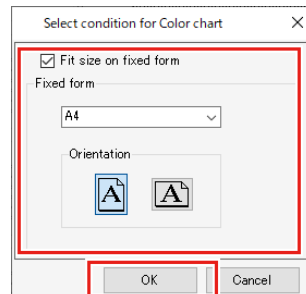 Select condition for Color chart
Fit size on fixed form
Fixed form
A4
Orientation
A A
OK Cancel